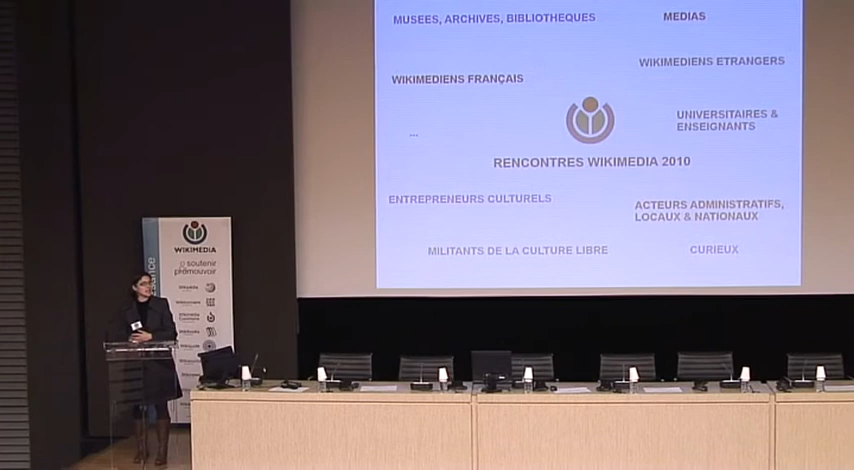 MUSEES, ARCHIVES, BIBLIOTHEQUES
MEDIAS
WIKIMEDIENS ETRANGERS
WIKIMEDIENS FRANÇAIS
UNIVERSITAIRES &
ENSEIGNANTS
...
RENCONTRES WIKIMEDIA 2010
ENTREPRENEURS CULTURELS
ACTEURS ADMINISTRATIFS,
LOCAUX & NATIONAUX
MILITANTS DE LA CULTURE LIBRE
CURIEUX
WIKIMEDIA
soutenir
promouvoir